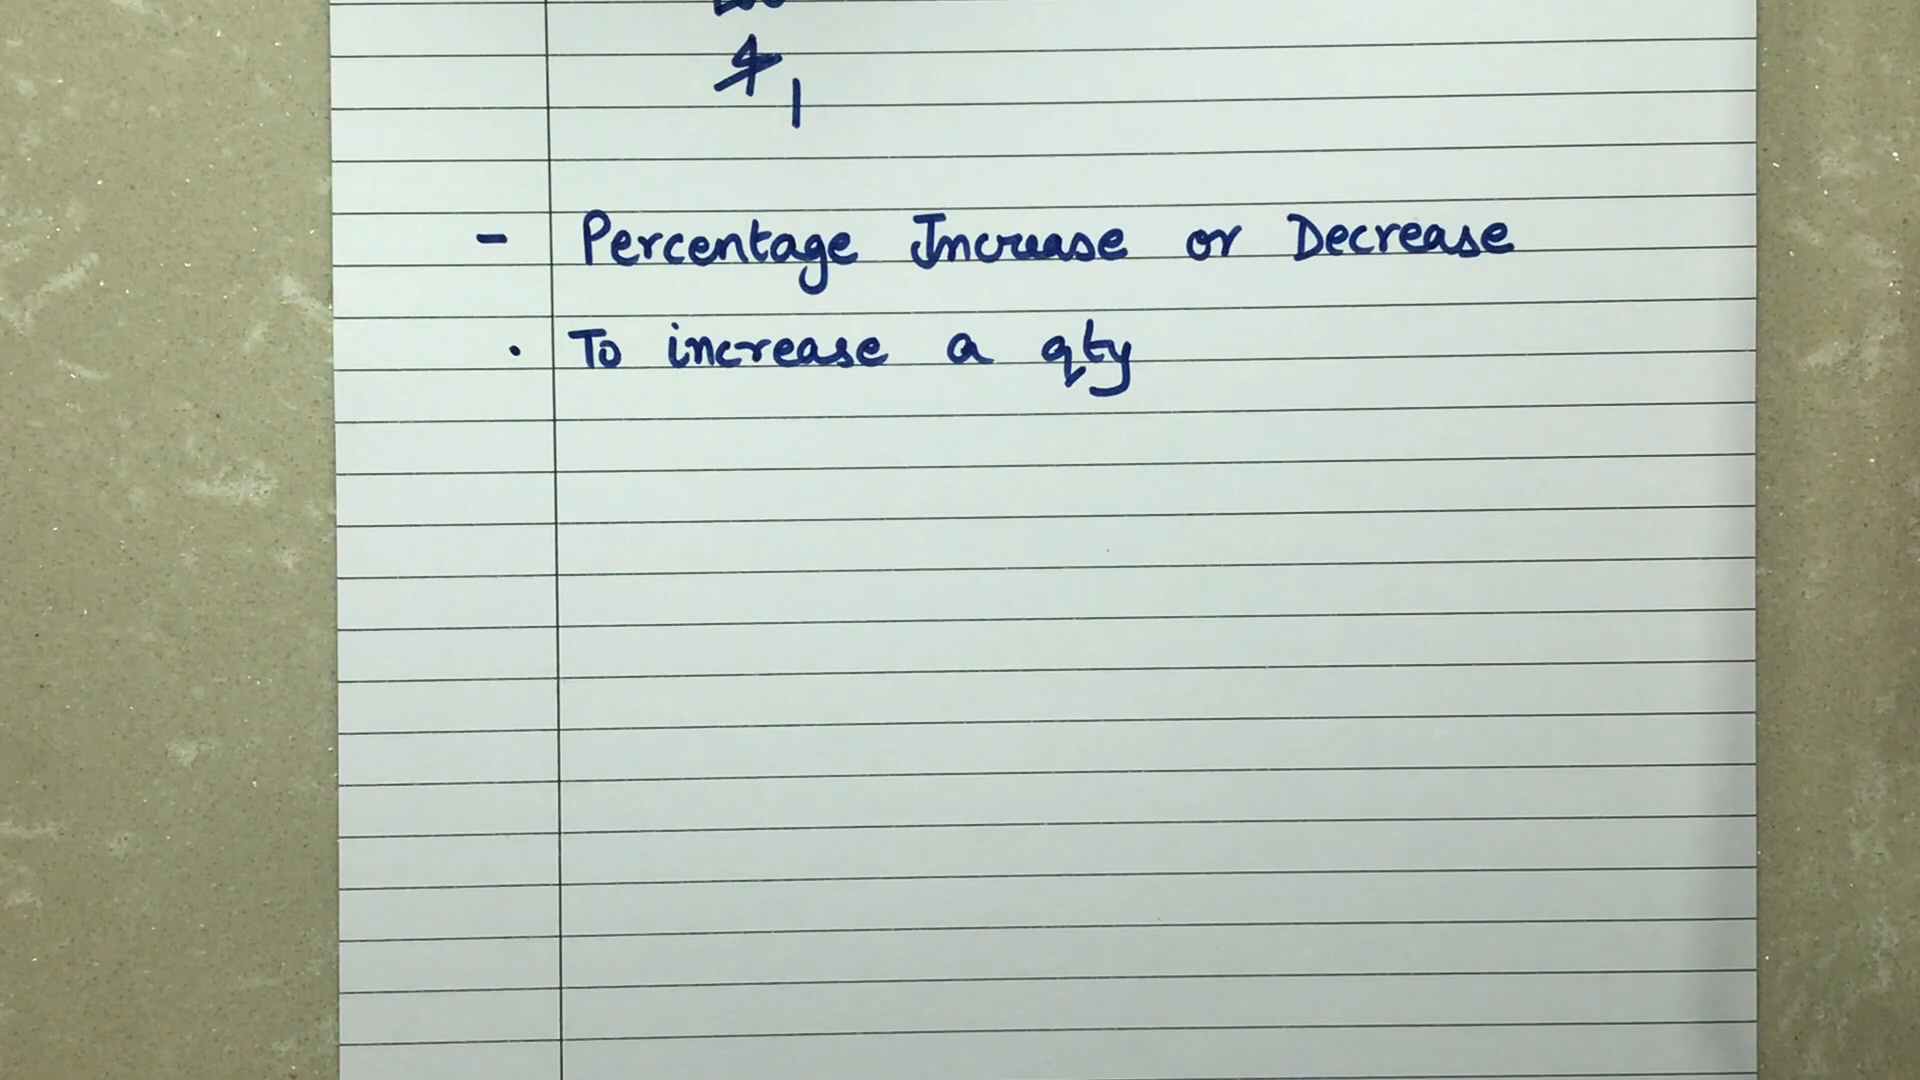 4
1
- Percentage Increase or Decrease
· To increase a qty